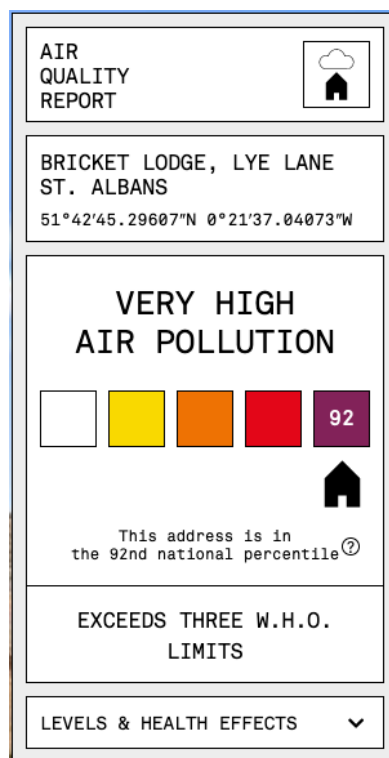 AIR
QUALITY
REPORT
BRICKET LODGE, LYE LANE
ST. ALBANS
51°42′45.29607″N 0°21′37.04073″W
VERY HIGH
AIR POLLUTION
92
This address is in
the 92nd national percentile?
EXCEEDS THREE W.H.O.
LIMITS
LEVELS & HEALTH EFFECTS